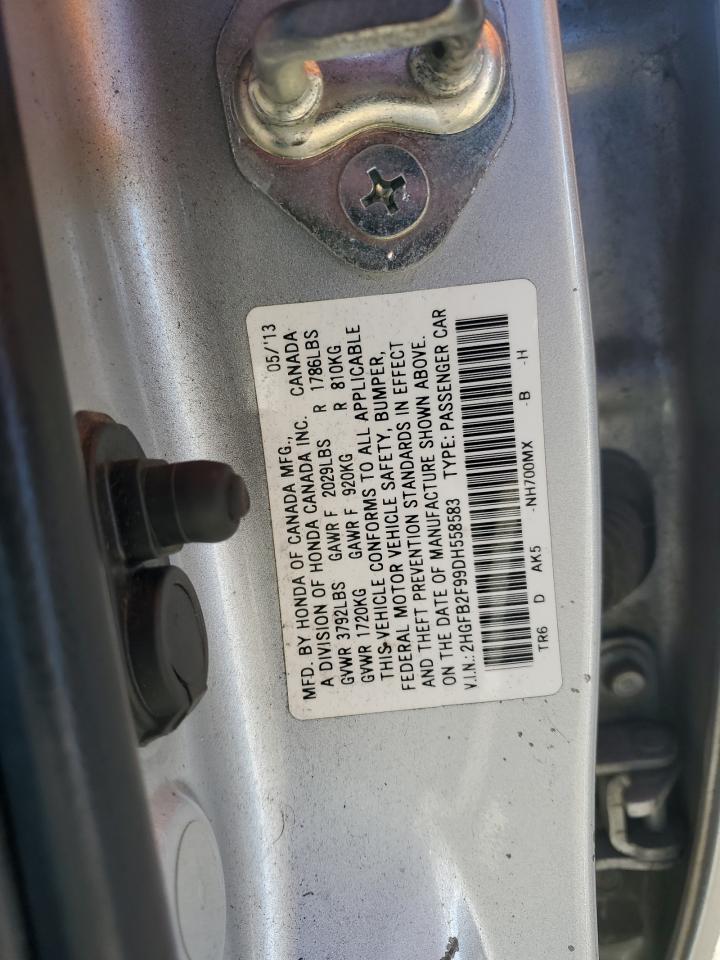 MFD. BY HONDA OF CANADA MFG., 05/'13
A DIVISION OF HONDA CANADA INC. CANADA
GVWR 3792LBS GAWR F 2029LBS R 1786LBS
GVWR 1720KG GAWR F 920KG R 810KG
THIS VEHICLE CONFORMS TO ALL APPLICABLE
FEDERAL MOTOR VEHICLE SAFETY, BUMPER,
AND THEFT PREVENTION STANDARDS IN EFFECT
ON THE DATE OF MANUFACTURE SHOWN ABOVE.
V.I.N.: 2HGFB2F99DH558583 TYPE: PASSENGER CAR
TR6 D AK5 -NH700MX -B -H